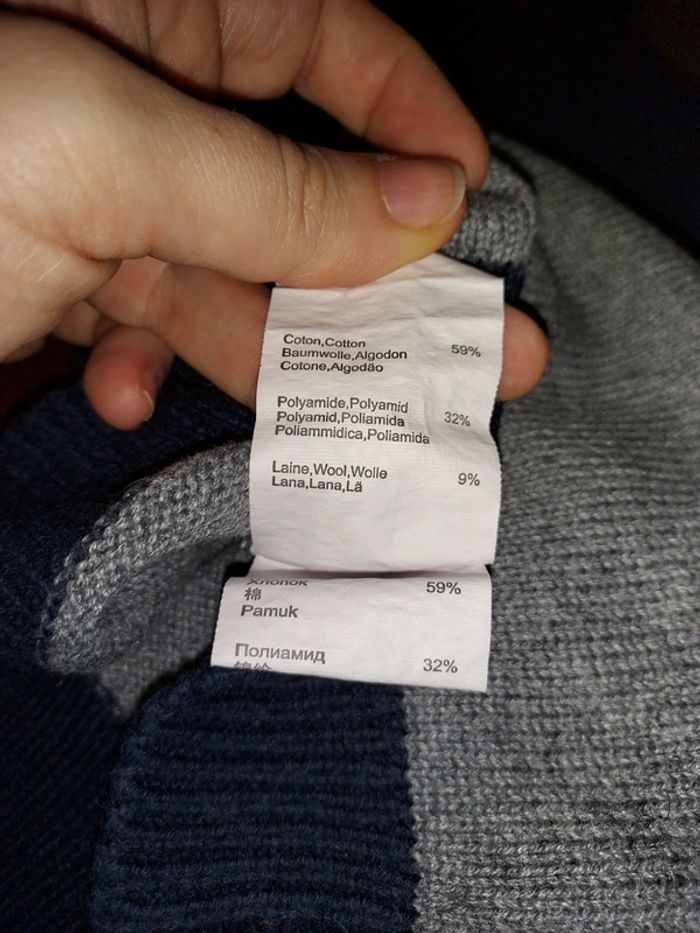 Coton,Cotton
Baumwolle,Algodon 59%
Cotone,Algodão
Polyamide,Polyamid
Polyamid,Poliamida 32%
Poliammidica,Poliamida
Laine,Wool,Wolle 9%
Lana,Lana,Lã
Хлопок 59%
棉
Pamuk
Полиамид 32%